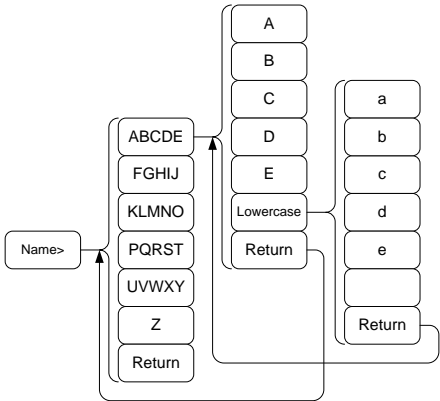 Name>
ABCDE
FGHIJ
KLMNO
PQRST
UVWXY
Z
Return
A
B
C
D
E
Lowercase
Return
a
b
c
d
e
Return